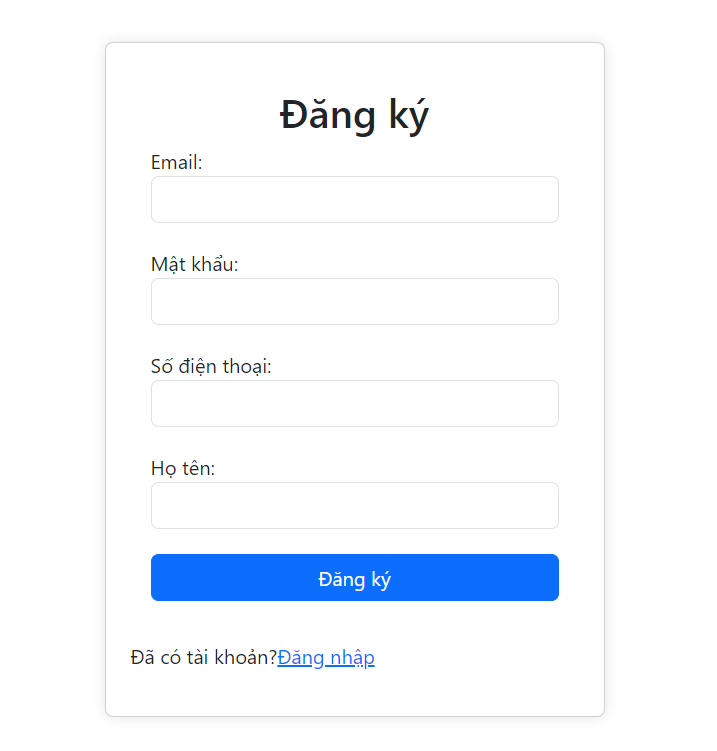 Đăng ký
Email:
Mật khẩu:
Số điện thoại:
Họ tên:
Đăng ký
Đã có tài khoản?Đăng nhập